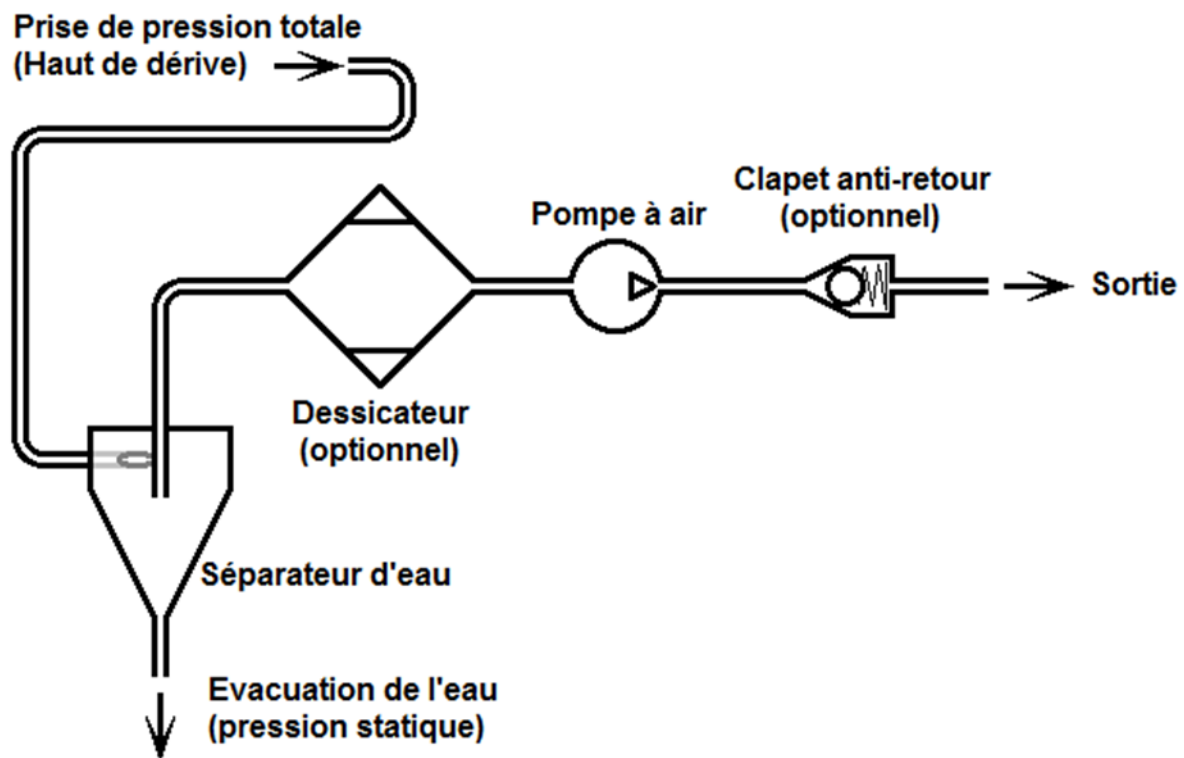 Prise de pression totale
(Haut de dérive)
Clapet anti-retour
(optionnel)
Pompe à air
Sortie
Dessicateur
(optionnel)
Séparateur d'eau
Evacuation de l'eau
(pression statique)